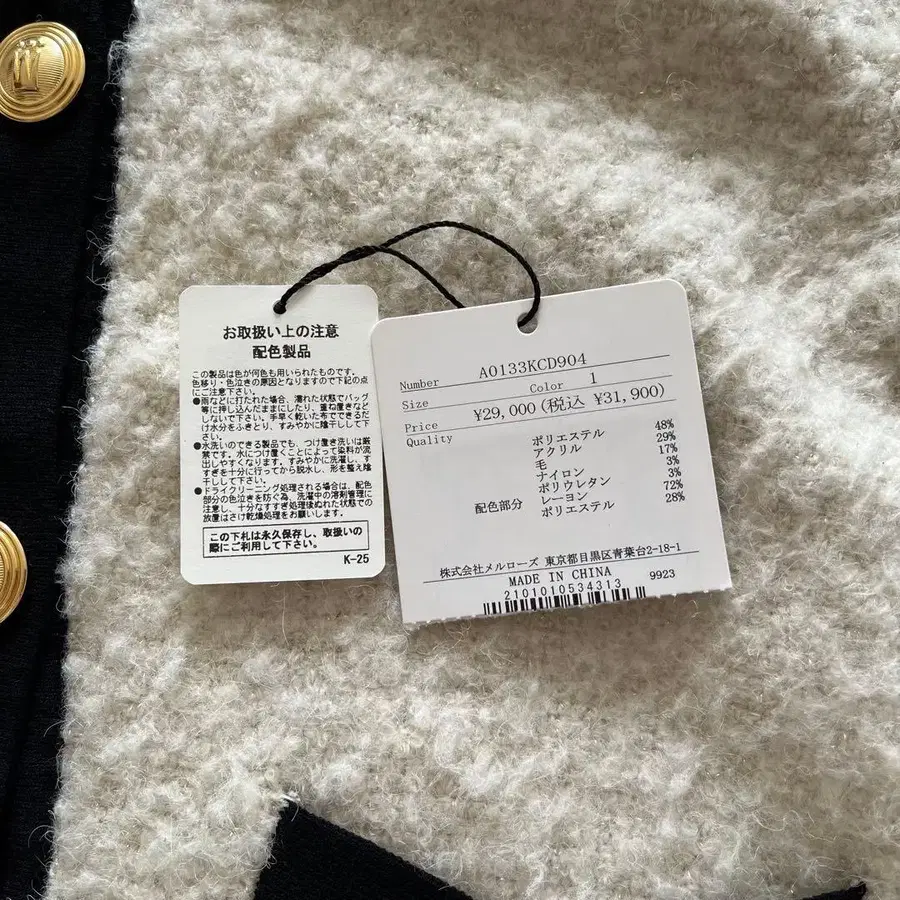 お取扱い上の注意
配色製品
この製品は色が何色も用いられたものです。
色移り・色泣きの原因となりますので下記の点
にご注意下さい。
●雨などに打たれた場合、濡れた状態でバッグ
等に押し込んだままにしたり、重ね置きなど
しないで下さい。手早く乾いた布でできるだ
け水分をふきとり、すみやかに陰干しして下
さい。
●水洗いのできる製品でも、つけ置き洗いは厳
禁です。水につけ置くことによって染料が流
出しやすくなります。すみやかに洗濯し、す
すぎを十分に行ってから脱水し、形を整え陰
干しして下さい。
●ドライクリーニング処理される場合は、配色
部分の色泣きを防ぐ為、洗濯中の溶剤管理に
注意し、十分なすすぎ処理後ぬれた状態での
放置はさけ乾燥処理をお願いします。
この下札は永久保存し、取扱いの
際にご利用して下さい。
K-25
Number A0133KCD904
Size Color 1
Price ¥29,000(税込 ¥31,900)
Quality
ポリエステル 48%
アクリル 29%
毛 17%
ナイロン 3%
ポリウレタン 3%
配色部分 レーヨン 72%
ポリエステル 28%
株式会社メルローズ 東京都目黒区青葉台2-18-1
MADE IN CHINA 9923
2101010534313